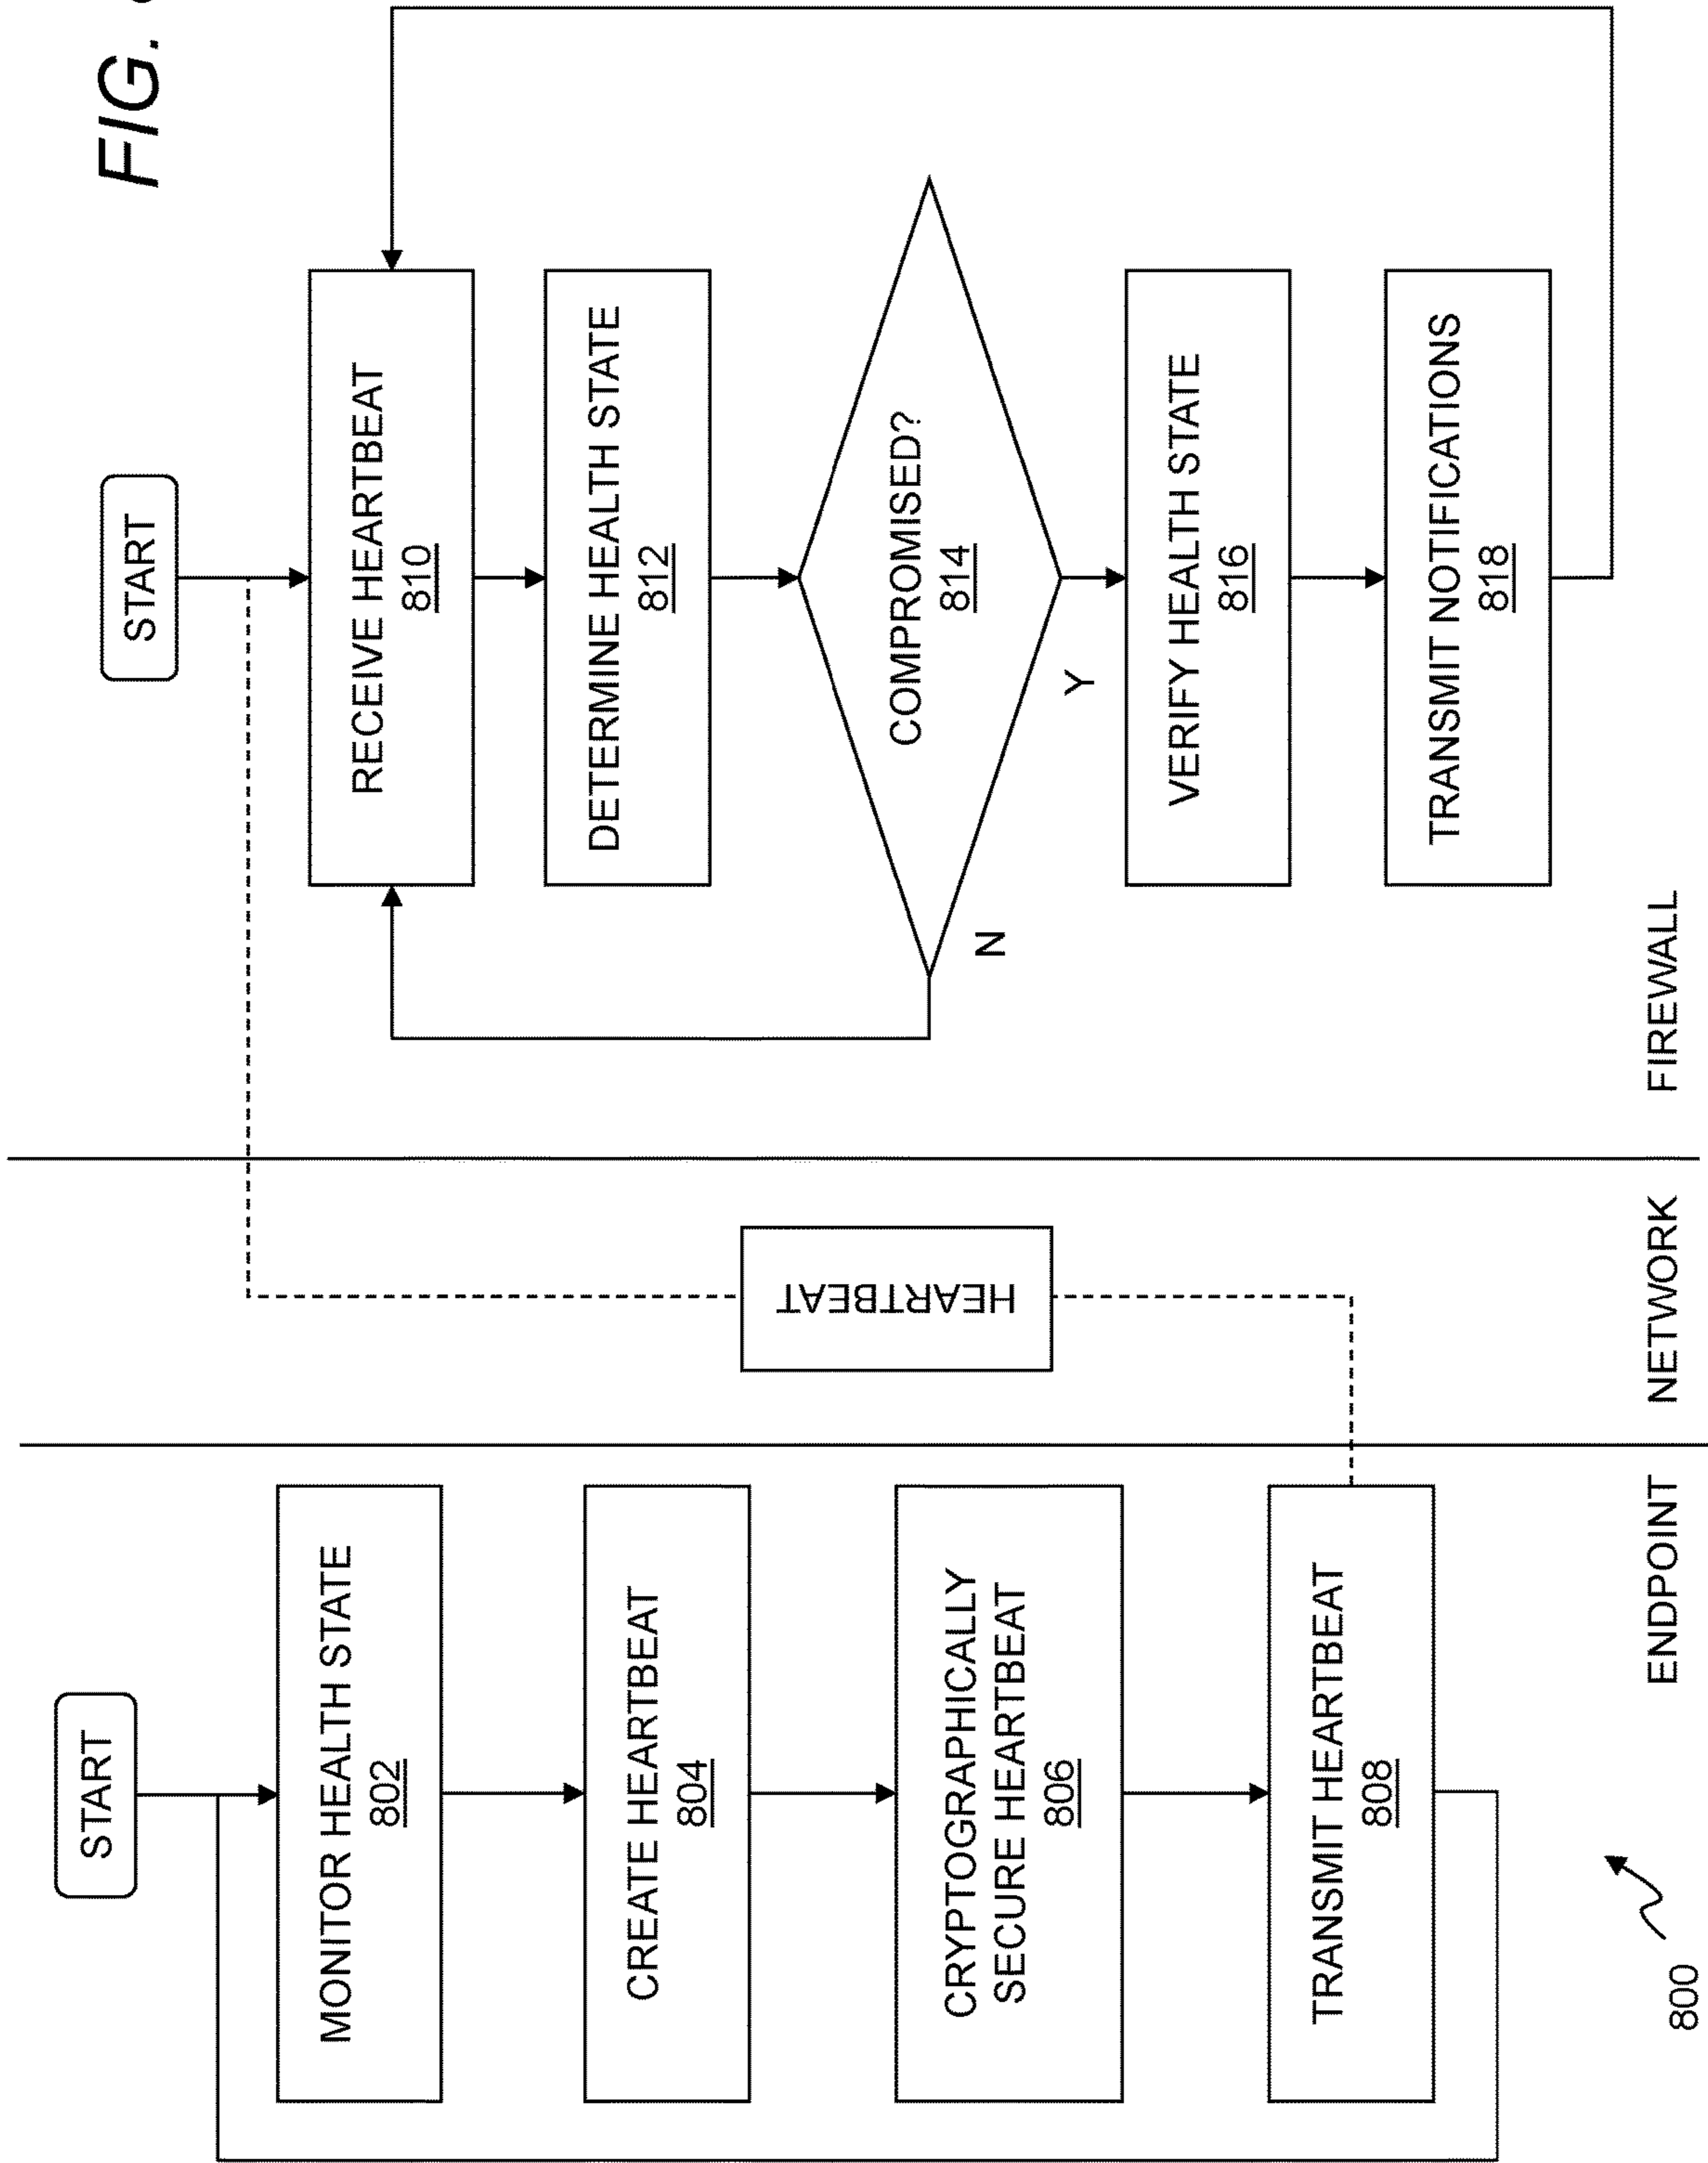 FIG.
START
MONITOR HEALTH STATE
802
CREATE HEARTBEAT
804
CRYPTOGRAPHICALLY
SECURE HEARTBEAT
806
TRANSMIT HEARTBEAT
808
ENDPOINT
800
HEARTBEAT
NETWORK
START
RECEIVE HEARTBEAT
810
DETERMINE HEALTH STATE
812
COMPROMISED?
814
N
Y
VERIFY HEALTH STATE
816
TRANSMIT NOTIFICATIONS
818
FIREWALL